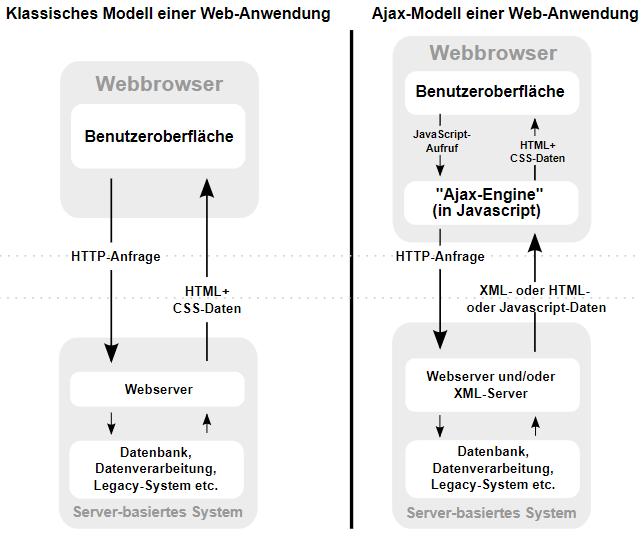 Klassisches Modell einer Web-Anwendung
Webbrowser
Benutzeroberfläche
HTTP-Anfrage
HTML+
CSS-Daten
Webserver
Datenbank,
Datenverarbeitung,
Legacy-System etc.
Server-basiertes System
Ajax-Modell einer Web-Anwendung
Webbrowser
Benutzeroberfläche
JavaScript-
Aufruf
HTML+
CSS-Daten
"Ajax-Engine"
(in Javascript)
HTTP-Anfrage
XML- oder HTML-
oder Javascript-Daten
Webserver und/oder
XML-Server
Datenbank,
Datenverarbeitung,
Legacy-System etc.
Server-basiertes System